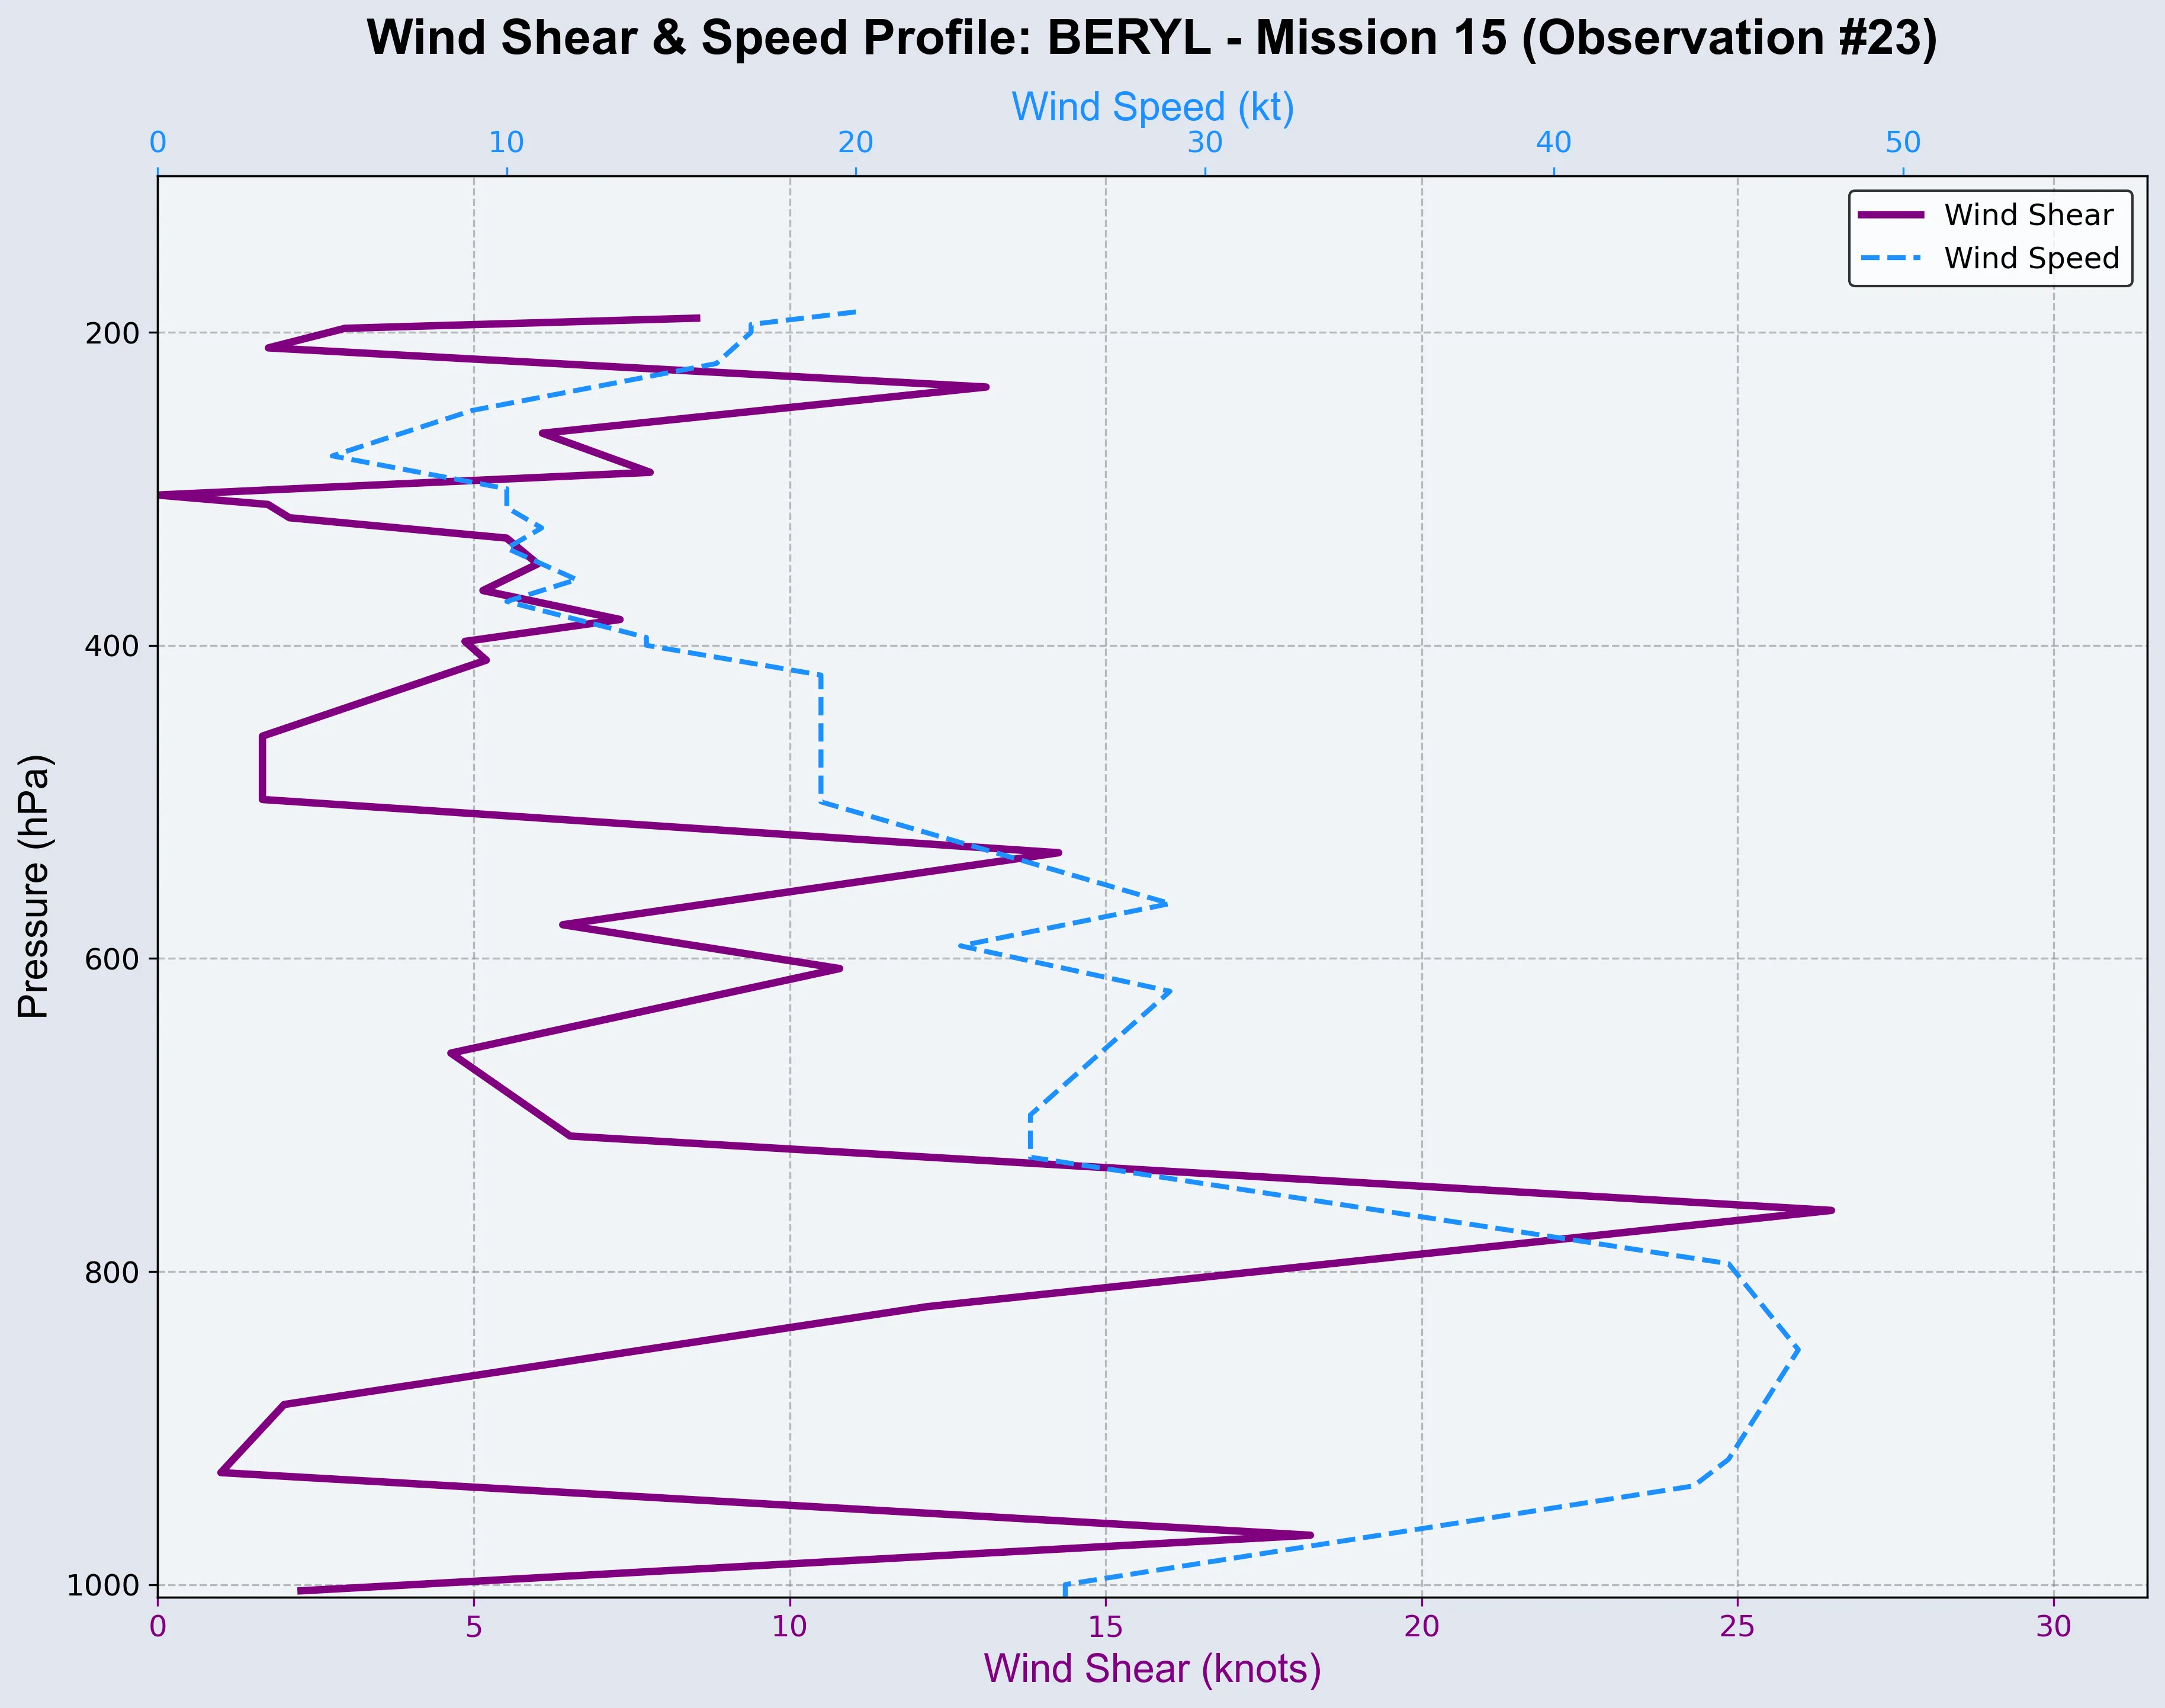 Wind Shear & Speed Profile: BERYL - Mission 15 (Observation #23)
Wind Speed (kt)
0 10 20 30 40 50
Wind Shear
Wind Speed
Pressure (hPa)
200
400
600
800
1000
0 5 10 15 20 25 30
Wind Shear (knots)